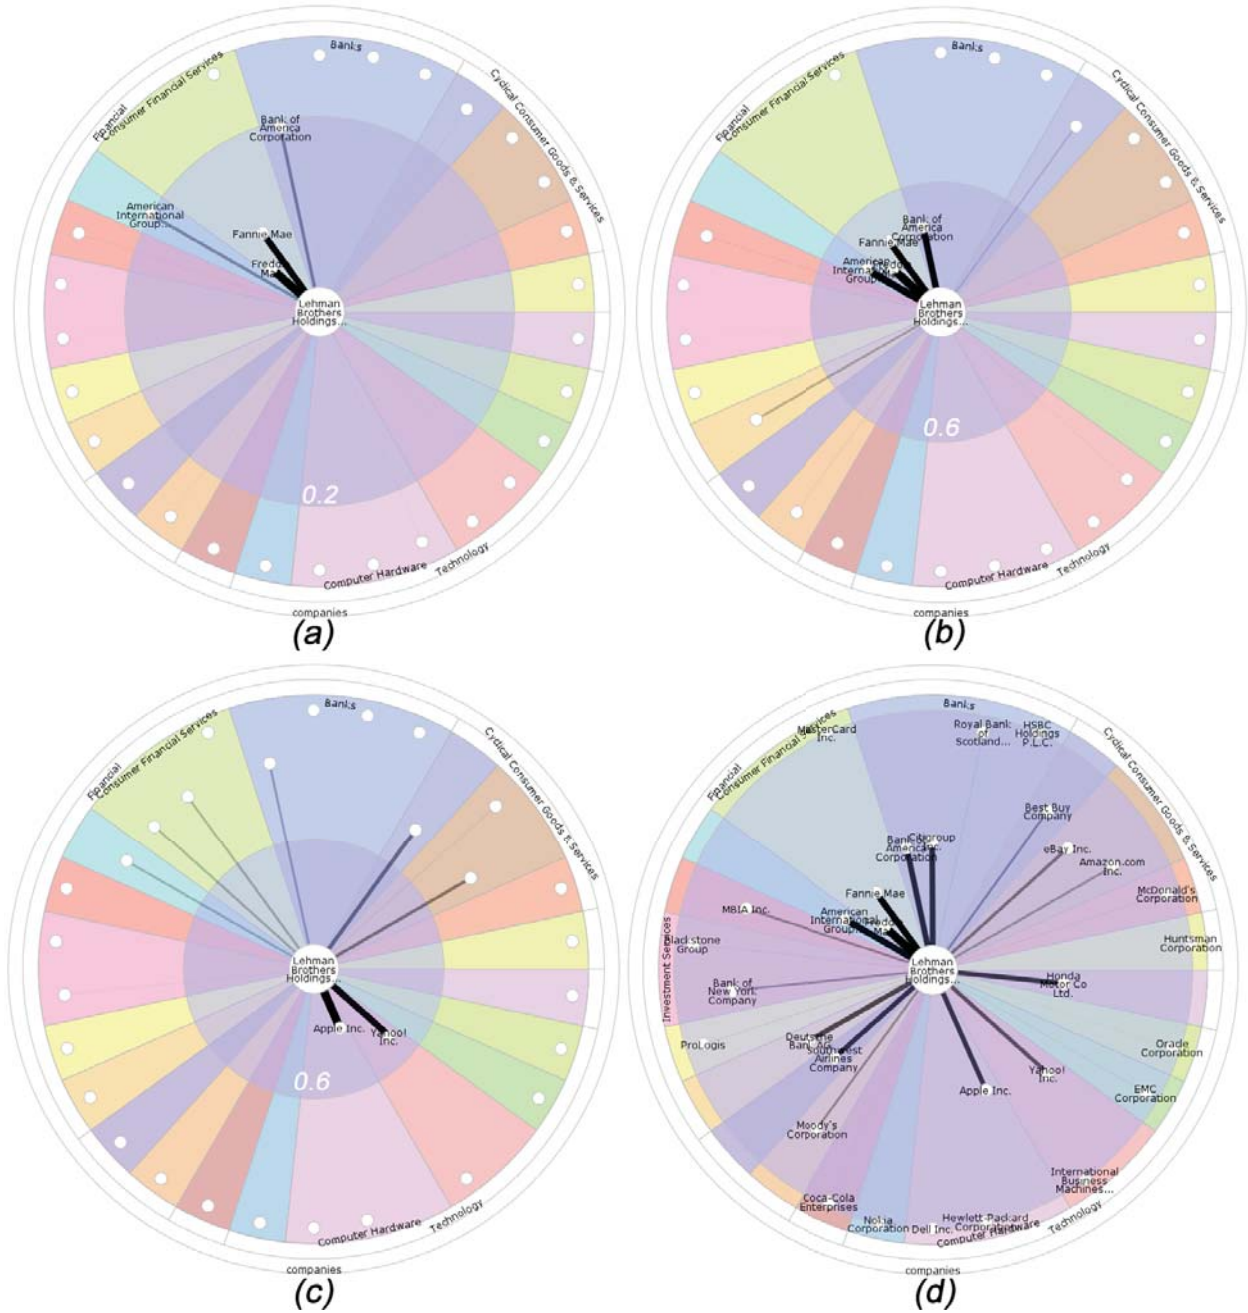 Banks
Consumer Financial Services
Financial
Cyclical Consumer Goods & Services
Bank of
America
Corporation
American
International
Group...
Fannie Mae
Lehman
Brothers
Holdings...
0.2
Computer Hardware
Technology
companies
(a)
Banks
Consumer Financial Services
Financial
Cyclical Consumer Goods & Services
Bank of
America
Corporation
Fannie Mae
Lehman
Brothers
Holdings...
0.6
Computer Hardware
Technology
companies
(b)
Banks
Consumer Financial Services
Financial
Cyclical Consumer Goods & Services
Lehman
Brothers
Holdings...
Apple Inc.
Yahoo!
Inc.
0.6
Computer Hardware
Technology
companies
(c)
Banks
MasterCard
Inc.
Consumer Financial Services
Financial
Royal Bank
of
Scotland...
HSBC
Holdings
P.L.C.
Cyclical Consumer Goods & Services
Best Buy
Company
eBay Inc.
Amazon.com
Inc.
McDonald's
Corporation
Citigroup
Inc.
Bank of
America
Corporation
Fannie Mae
American
International
Group...
MBIA Inc.
Investment Services
Blackstone
Group
Huntsman
Corporation
Lehman
Brothers
Holdings...
Honda
Motor Co
Ltd.
Bank of
New York
Company
ProLogis
Deutsche
Bank AG
Southwest
Airlines
Company
Yahoo!
Inc.
Apple Inc.
Oracle
Corporation
EMC
Corporation
Moody's
Corporation
International
Business
Machines...
Coca-Cola
Enterprises
Nokia
Corporation
Dell Inc.
Hewlett-Packard
Computer Hardware
Technology
companies
(d)